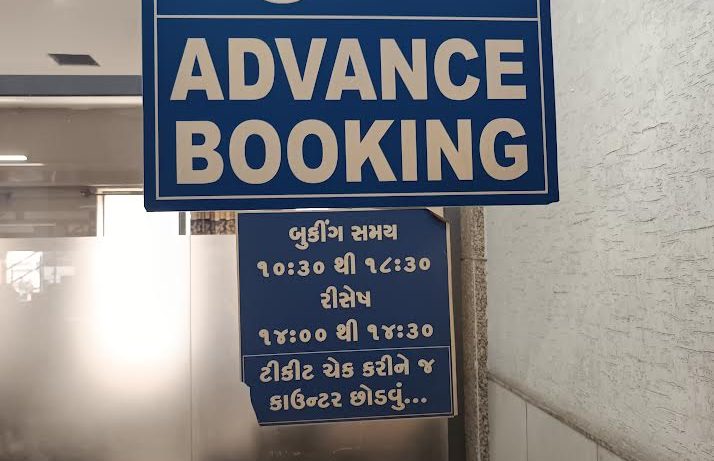 ADVANCE
BOOKING
બુકીંગ સમય
૧૦:૩૦ થી ૧૮:૩૦
રીસેષ
૧૪:૦૦ થી ૧૪:૩૦
ટીકીટ ચેક કરીને જ
કાઉન્ટર છોડવું...